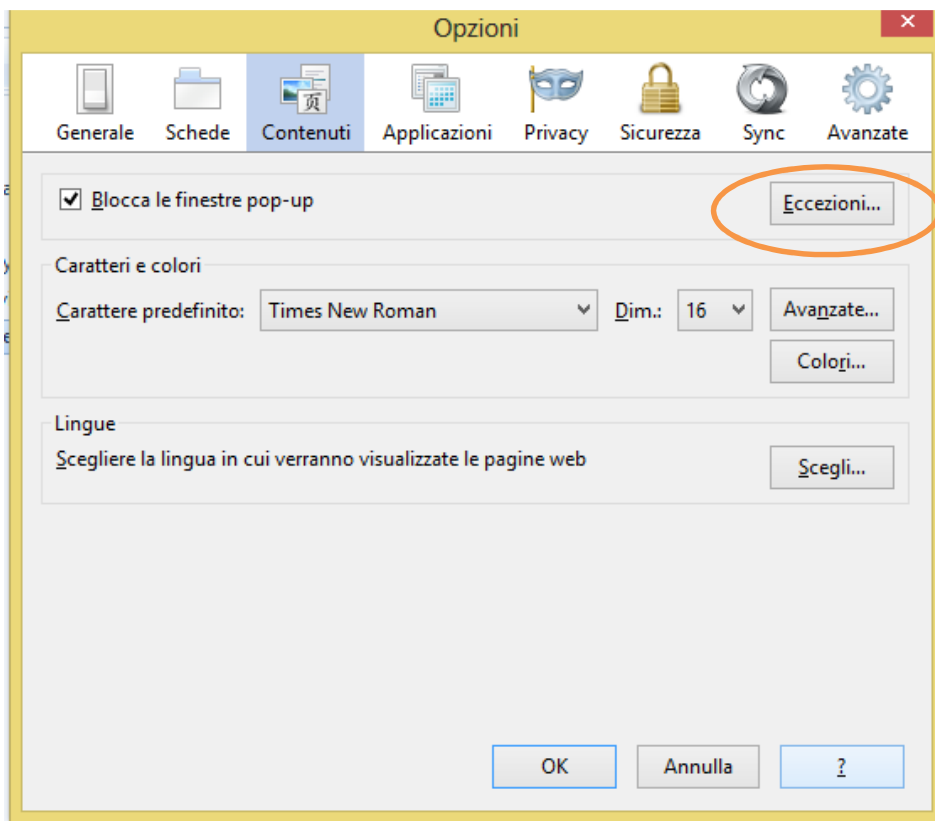 Opzioni
Generale Schede Contenuti Applicazioni Privacy Sicurezza Sync Avanzate
Blocca le finestre pop-up Eccezioni...
Caratteri e colori
Carattere predefinito: Times New Roman Dim.: 16 Avanzate...
Colori...
Lingue
Scegliere la lingua in cui verranno visualizzate le pagine web Scegli...
OK Annulla ?